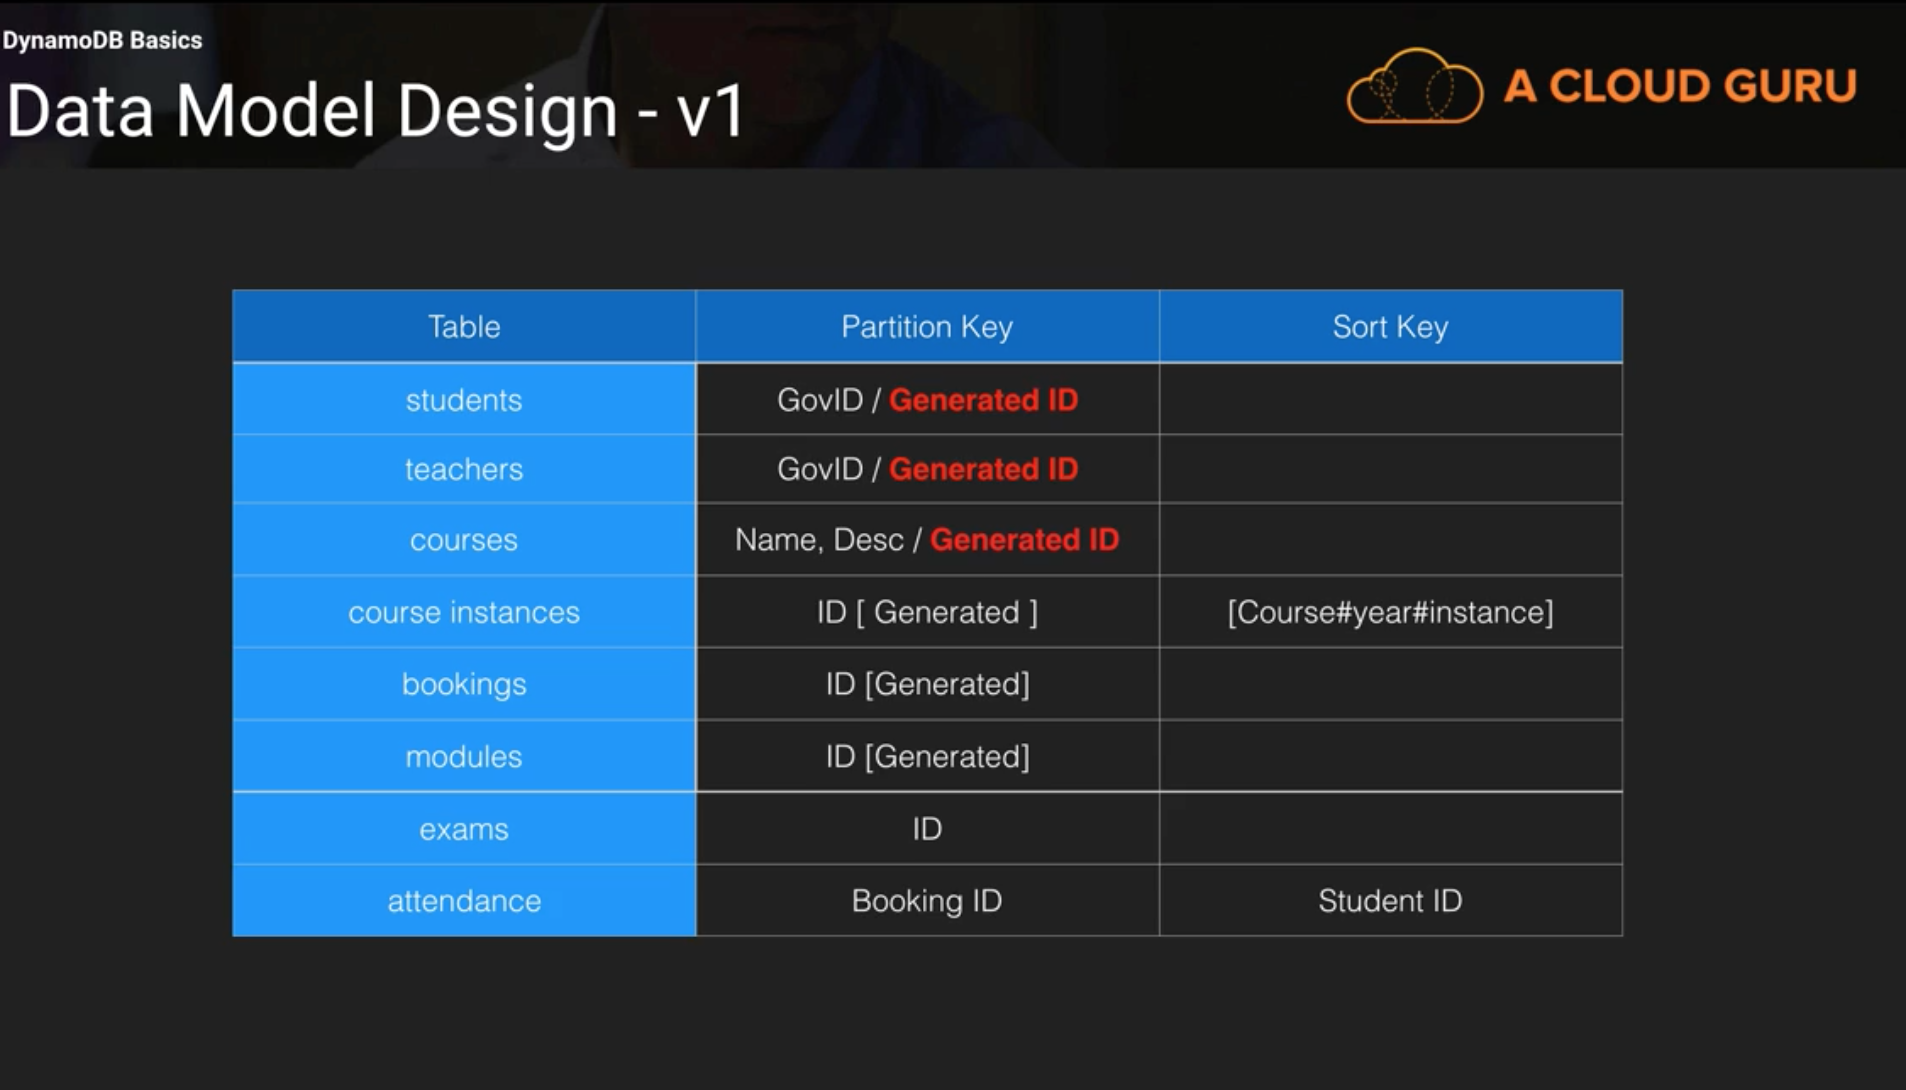 DynamoDB Basics
Data Model Design - v1
A CLOUD GURU
Table Partition Key Sort Key
students GovID / Generated ID
teachers GovID / Generated ID
courses Name, Desc / Generated ID
course instances ID [ Generated ] [Course#year#instance]
bookings ID [Generated]
modules ID [Generated]
exams ID
attendance Booking ID Student ID